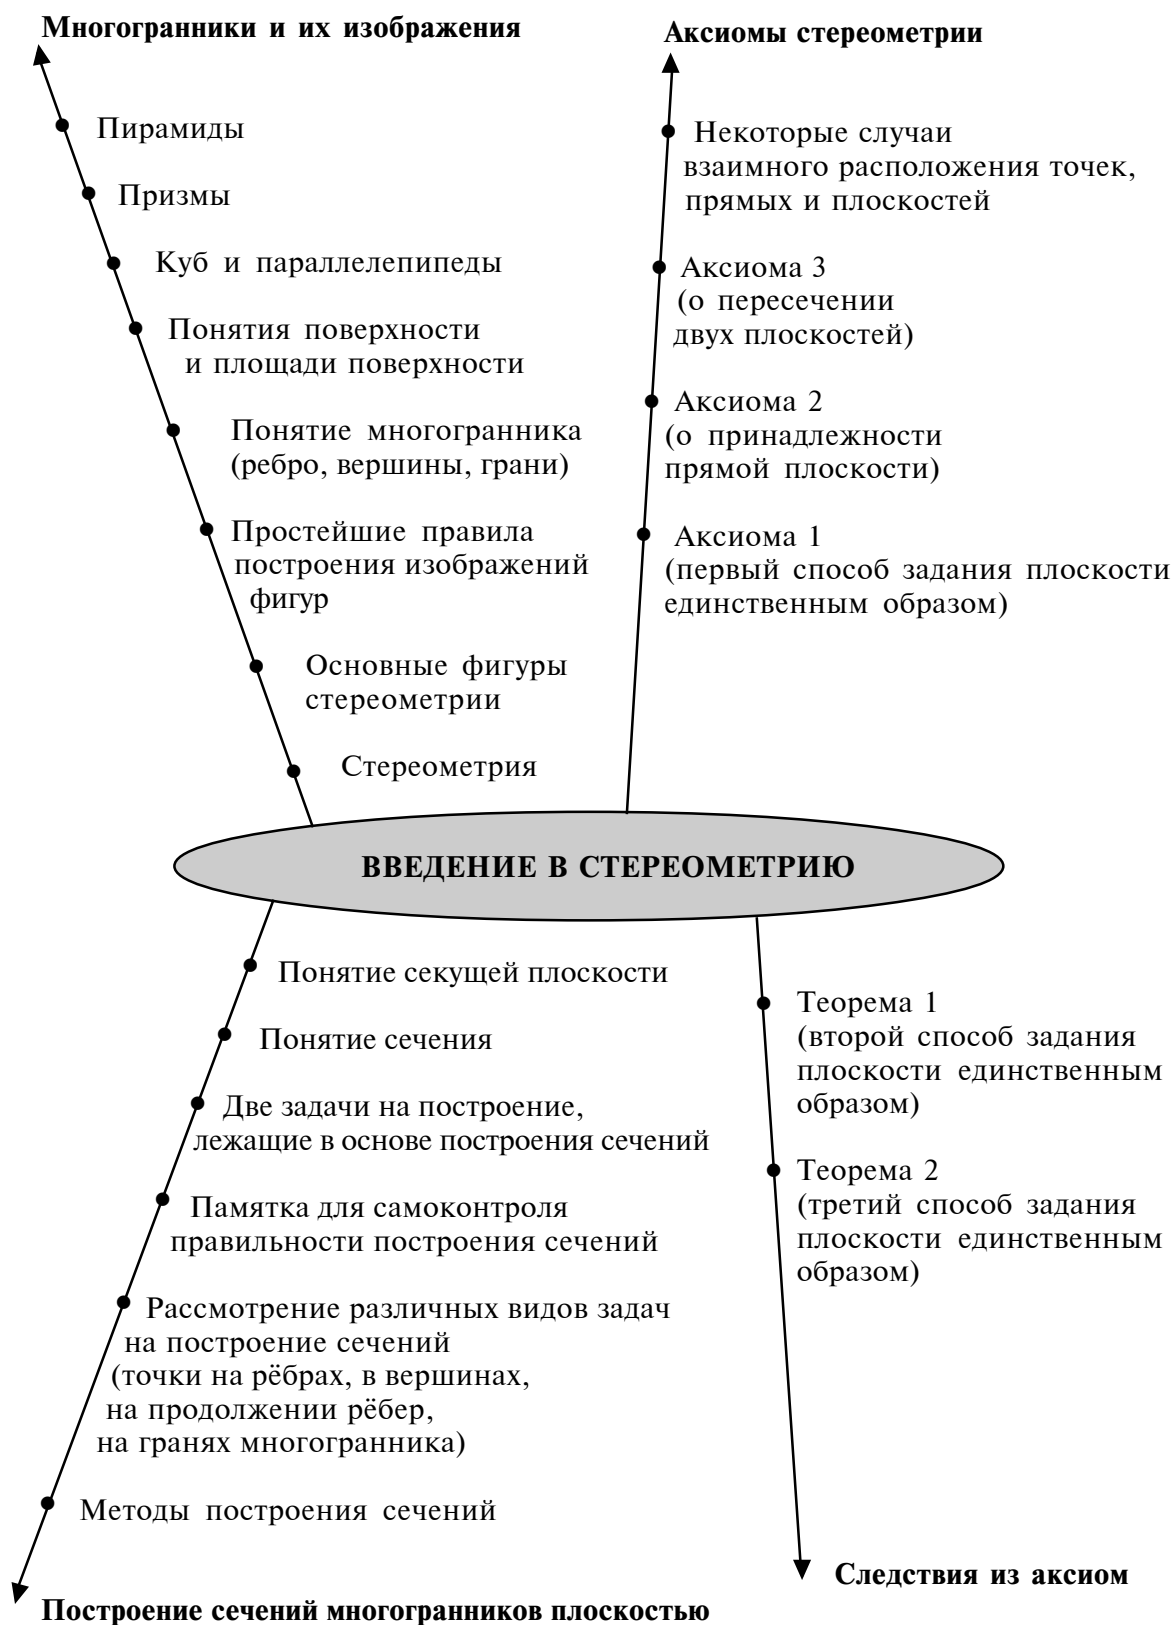 Многогранники и их изображения
Пирамиды
Призмы
Куб и параллелепипеды
Понятия поверхности
и площади поверхности
Понятие многогранника
(ребро, вершины, грани)
Простейшие правила
построения изображений
фигур
Основные фигуры
стереометрии
Стереометрия
Аксиомы стереометрии
Некоторые случаи
взаимного расположения точек,
прямых и плоскостей
Аксиома 3
(о пересечении
двух плоскостей)
Аксиома 2
(о принадлежности
прямой плоскости)
Аксиома 1
(первый способ задания плоскости
единственным образом)
ВВЕДЕНИЕ В СТЕРЕОМЕТРИЮ
Понятие секущей плоскости
Понятие сечения
Две задачи на построение,
лежащие в основе построения сечений
Памятка для самоконтроля
правильности построения сечений
Рассмотрение различных видов задач
на построение сечений
(точки на рёбрах, в вершинах,
на продолжении рёбер,
на гранях многогранника)
Методы построения сечений
Построение сечений многогранников плоскостью
Теорема 1
(второй способ задания
плоскости единственным
образом)
Теорема 2
(третий способ задания
плоскости единственным
образом)
Следствия из аксиом